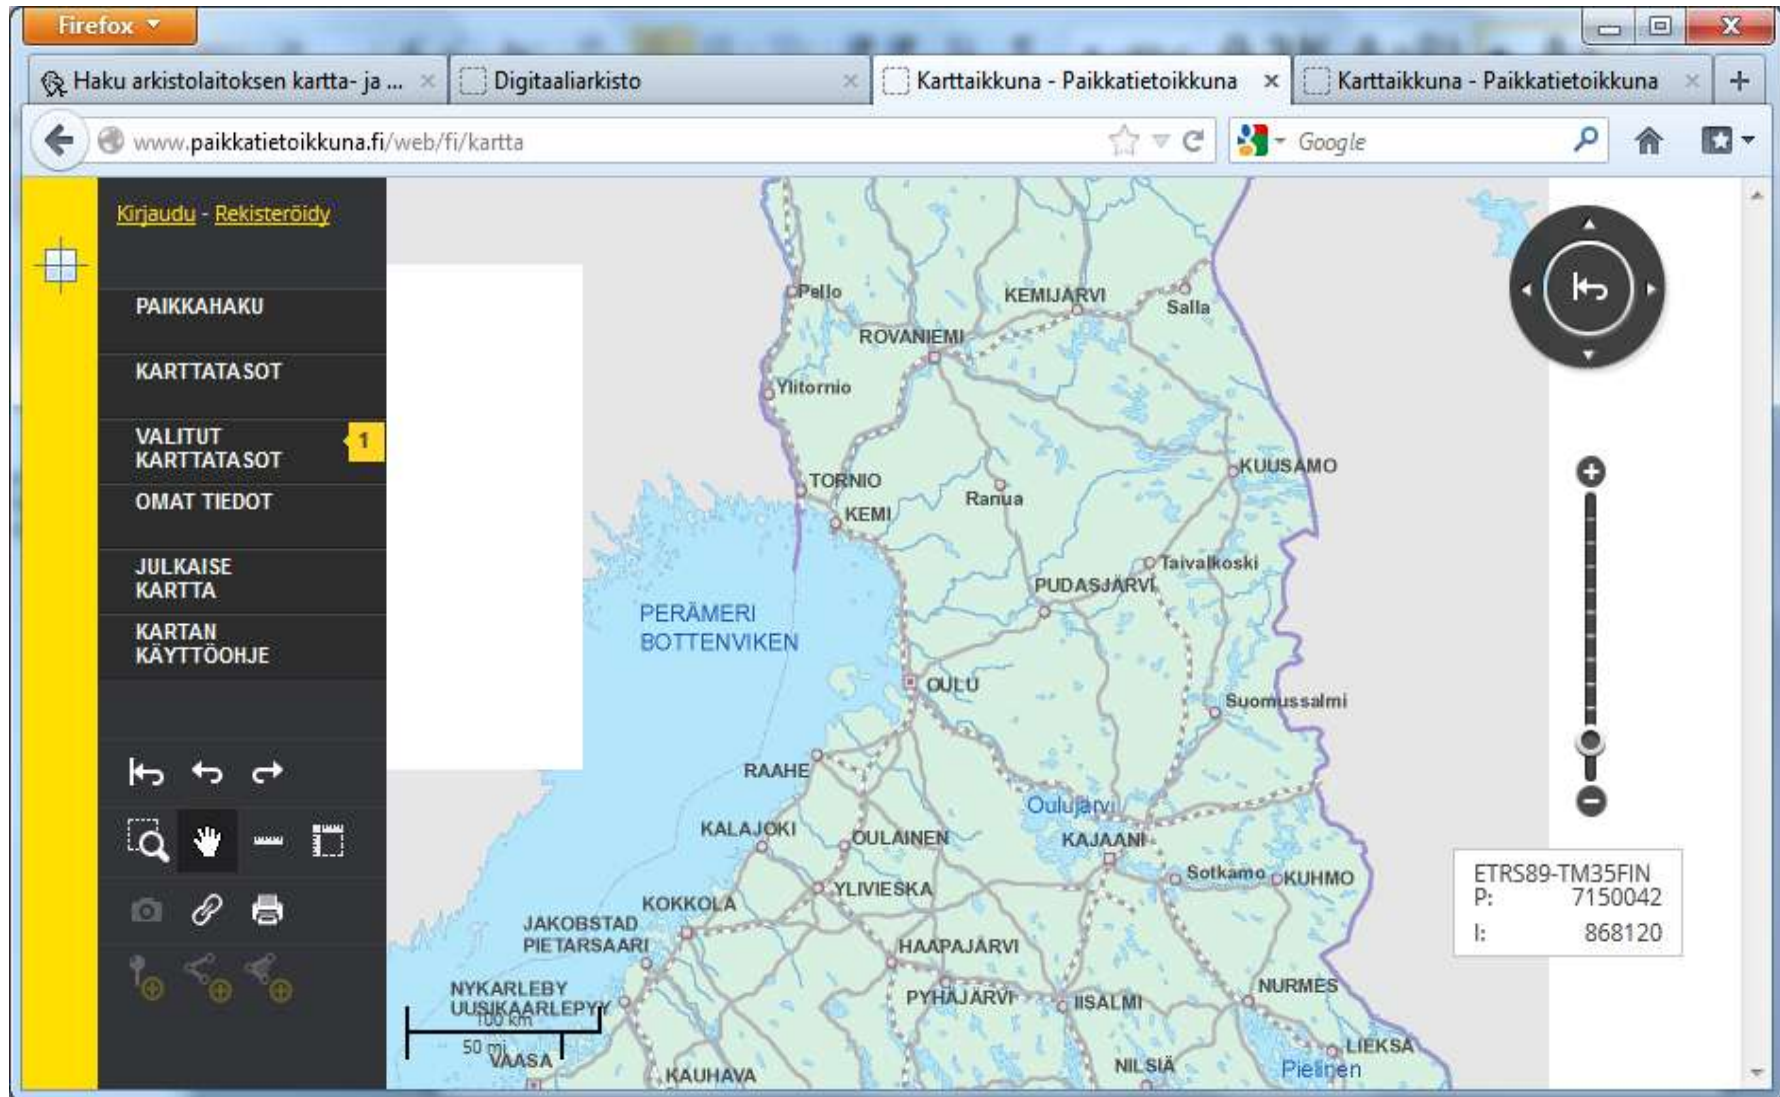 Firefox
Haku arkistolaitoksen kartta- ja ...
Digitaaliarkisto
Karttaikkuna - Paikkatietoikkuna
Karttaikkuna - Paikkatietoikkuna
www.paikkatietoikkuna.fi/web/fi/kartta
Google
Kirjaudu - Rekisteröidy
PAIKKAHAKU
KARTTATASOT
VALITUT
KARTTATASOT
1
OMAT TIEDOT
JULKAISE
KARTTA
KARTAN
KÄYTTÖOHJE
Pello
KEMIJÄRVI
Salla
ROVANIEMI
Ylitornio
KUUSAMO
TORNIO
Ranua
KEMI
Taivalkoski
PUDASJÄRVI
PERÄMERI
BOTTENVIKEN
OULU
Suomussalmi
RAAHE
Oulujärvi
KALAJOKI
OULAINEN
KAJAANI
Sotkamo
KUHMO
YLIVIESKA
KOKKOLA
JAKOBSTAD
PIETARSAARI
HAAPAJÄRVI
NYKARLEBY
UUSIKAARLEPYY
PYHÄJÄRVI
IISALMI
NURMES
100 km
50 mi
VAASA
KAUHAVA
NILSIÄ
LIEKSA
Pielinen
ETRS89-TM35FIN
P: 7150042
I: 868120